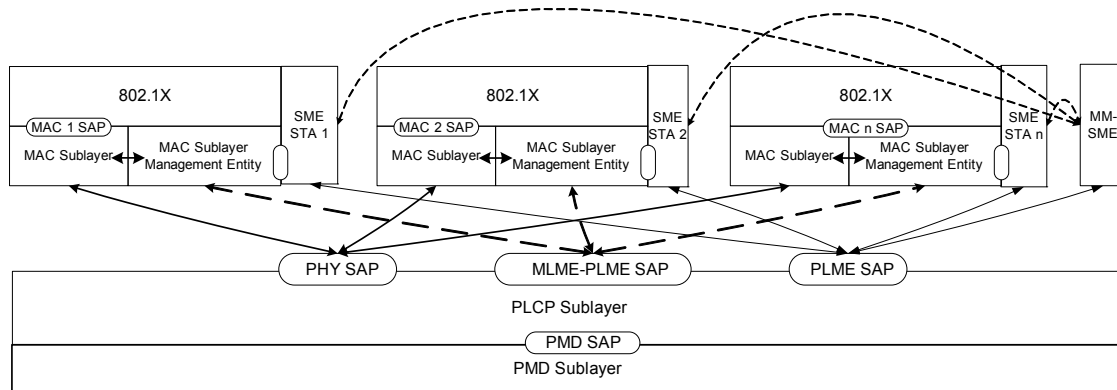 802.1X
SME
STA 1
MAC 1 SAP
MAC Sublayer
MAC Sublayer
Management Entity
802.1X
SME
STA 2
MAC 2 SAP
MAC Sublayer
MAC Sublayer
Management Entity
802.1X
SME
STA n
MAC n SAP
MAC Sublayer
MAC Sublayer
Management Entity
MM-
SME
PHY SAP
MLME-PLME SAP
PLME SAP
PLCP Sublayer
PMD SAP
PMD Sublayer